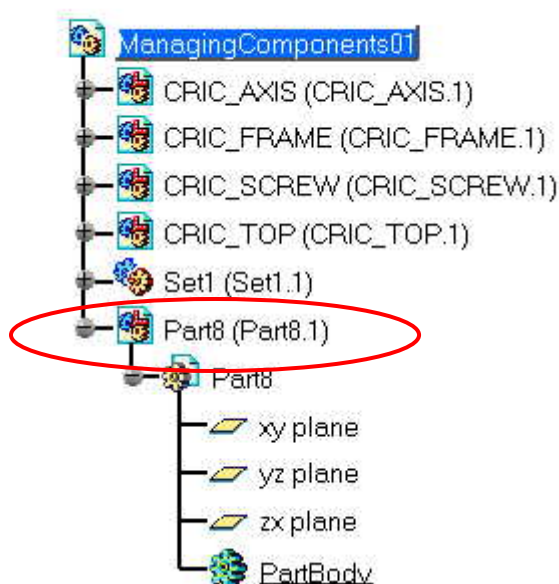 ManagingComponents01
CRIC_AXIS (CRIC_AXIS.1)
CRIC_FRAME (CRIC_FRAME.1)
CRIC_SCREW (CRIC_SCREW.1)
CRIC_TOP (CRIC_TOP.1)
Set1 (Set1.1)
Part8 (Part8.1)
Part8
xy plane
yz plane
zx plane
PartBody